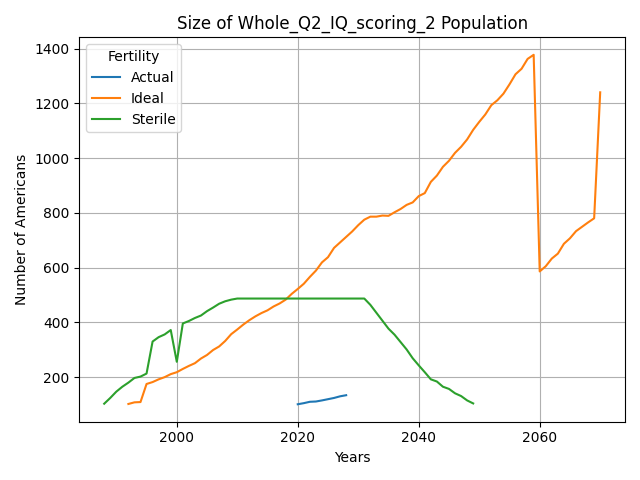 Size of Whole_Q2_IQ_scoring_2 Population
Fertility
Actual
Ideal
Sterile
Number of Americans
1400
1200
1000
800
600
400
200
2000
2020
2040
2060
Years